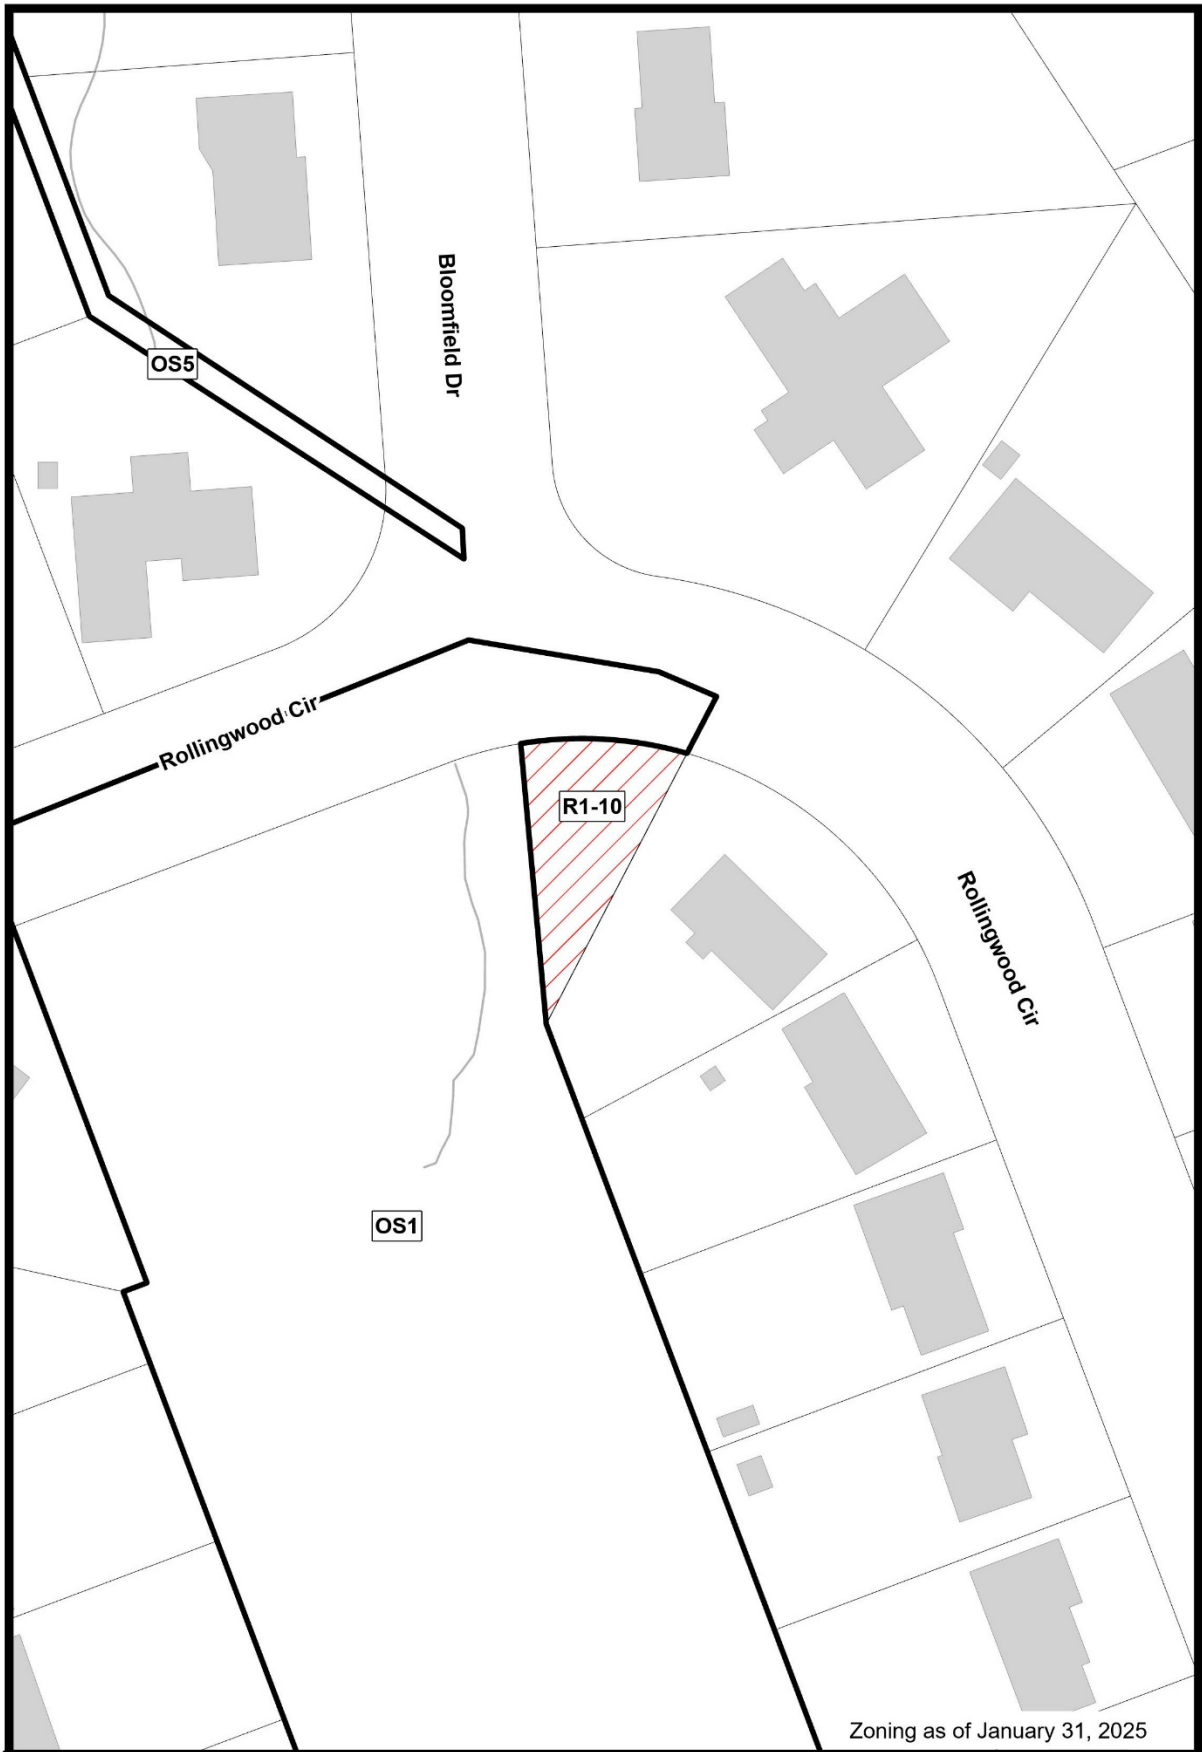 Bloomfield Dr
OS5
Rollingwood Cir
R1-10
Rollingwood Cir
OS1
Zoning as of January 31, 2025